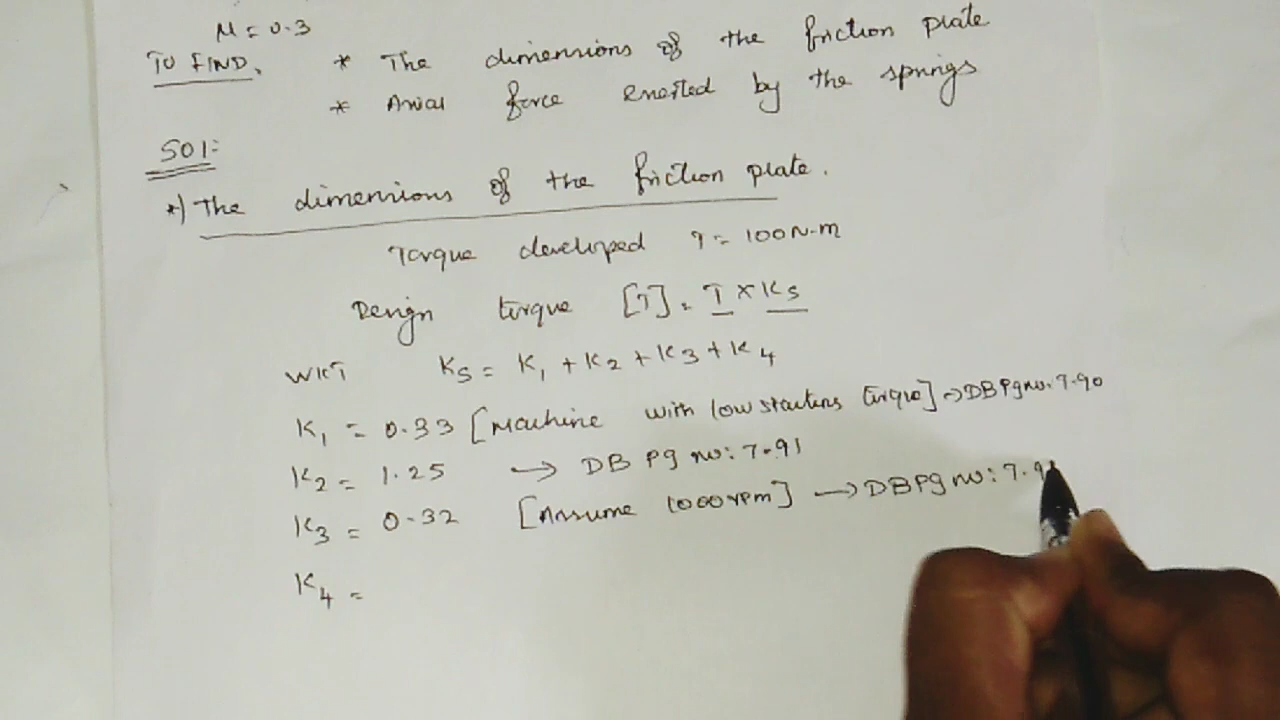 μ = 0.3
TO FIND, * The dimensions of the friction plate
* Axial force exerted by the springs
SOl:
*) The dimensions of the friction plate.
Torque developed T = 100 N-m
Design torque [T] = T × Ks
WKT Ks = K1 + K2 + K3 + K4
K1 = 0.33 [Machine with low starting torque] → DB Pg no: 7.90
K2 = 1.25 → DB Pg no: 7.91
K3 = 0.32 [Assume 1000 rpm] → DB Pg no: 7.9
K4 =